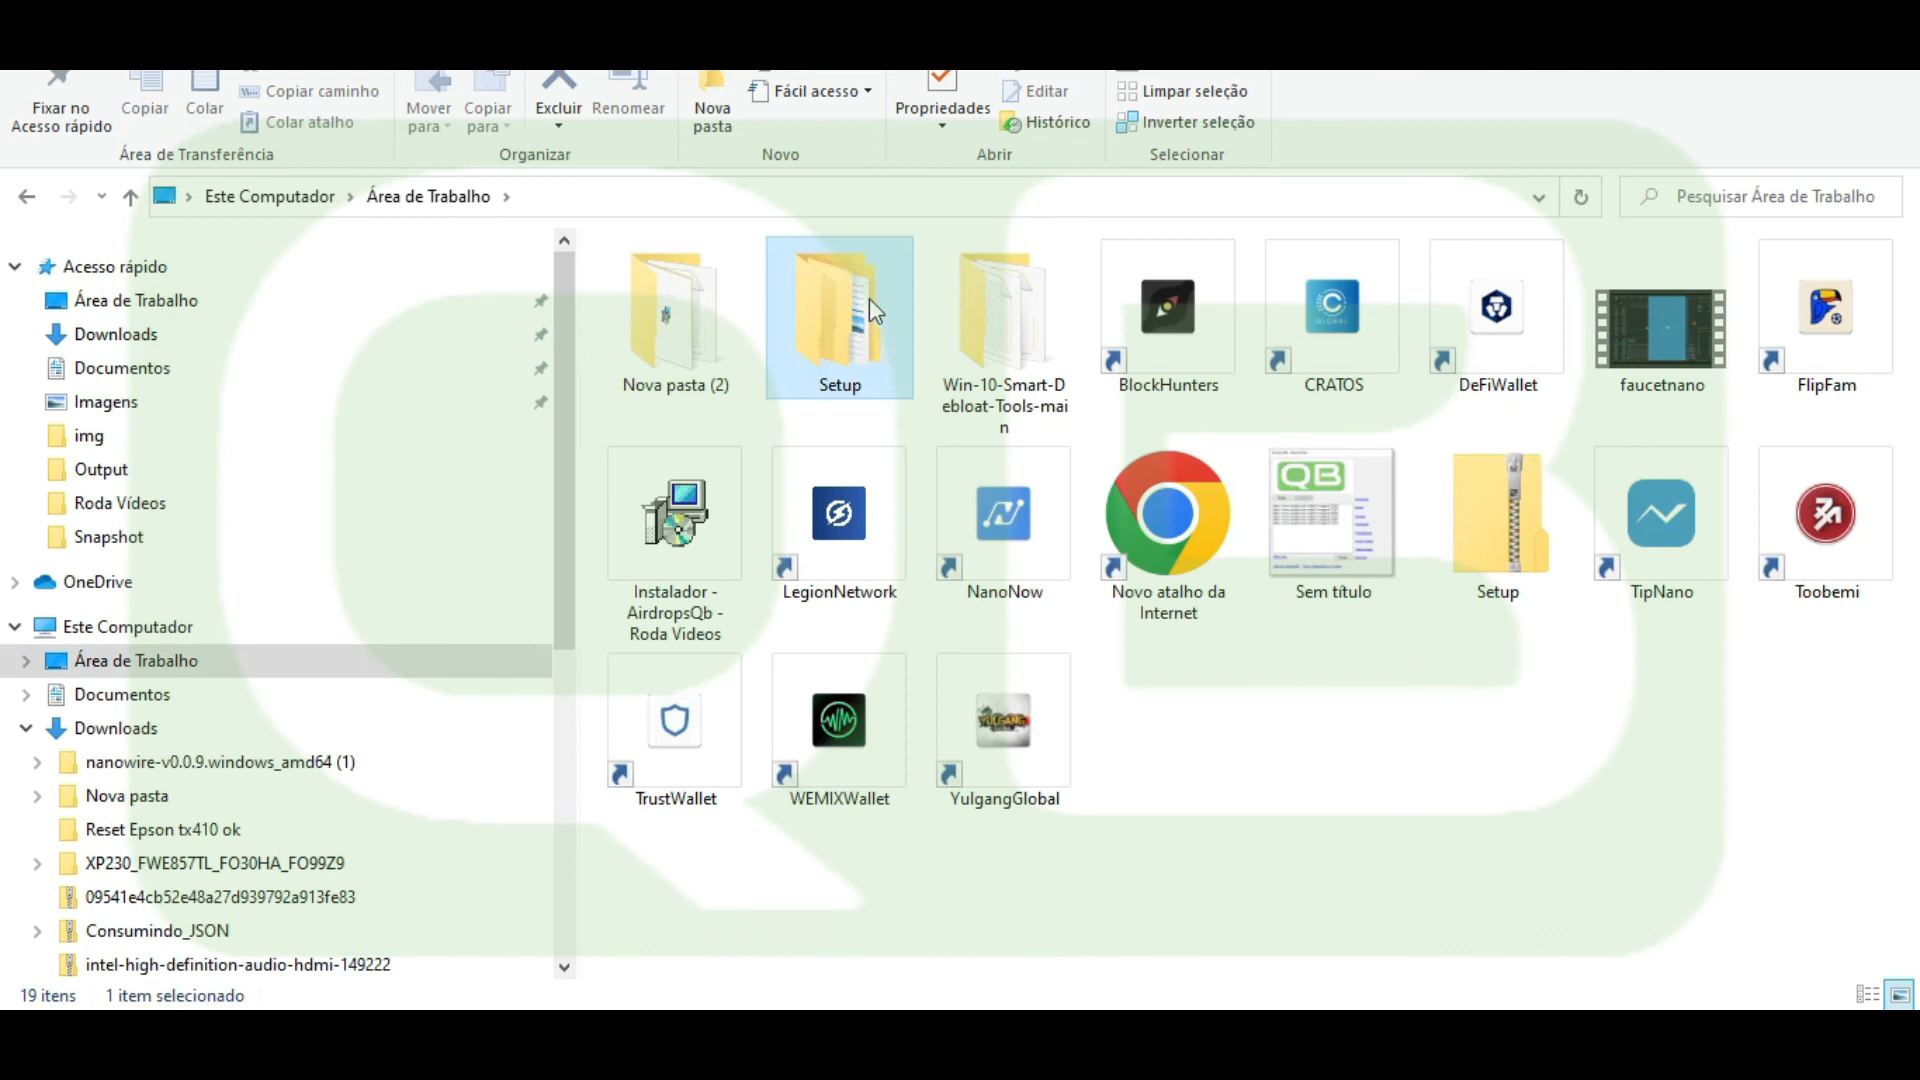 Fixar no
Acesso rápido
Copiar
Colar
Copiar caminho
Colar atalho
Área de Transferência
Mover
para
Copiar
para
Excluir
Renomear
Organizar
Nova
pasta
Fácil acesso
Novo
Propriedades
Editar
Histórico
Abrir
Limpar seleção
Inverter seleção
Selecionar
Este Computador
Área de Trabalho
Pesquisar Área de Trabalho
Acesso rápido
Área de Trabalho
Downloads
Documentos
Imagens
img
Output
Roda Vídeos
Snapshot
OneDrive
Este Computador
Área de Trabalho
Documentos
Downloads
nanowire-v0.0.9.windows_amd64 (1)
Nova pasta
Reset Epson tx410 ok
XP230_FWE857TL_FO30HA_FO99Z9
09541e4cb52e48a27d939792a913fe83
Consumindo_JSON
intel-high-definition-audio-hdmi-149222
Nova pasta (2)
Setup
Win-10-Smart-D
ebloat-Tools-mai
n
BlockHunters
CRATOS
DeFiWallet
faucetnano
FlipFam
Instalador -
AirdropsQb -
Roda Videos
LegionNetwork
NanoNow
Novo atalho da
Internet
QB
Sem título
Setup
TipNano
Toobemi
TrustWallet
WEMIXWallet
YULGANG
YulgangGlobal
19 itens
1 item selecionado
QB